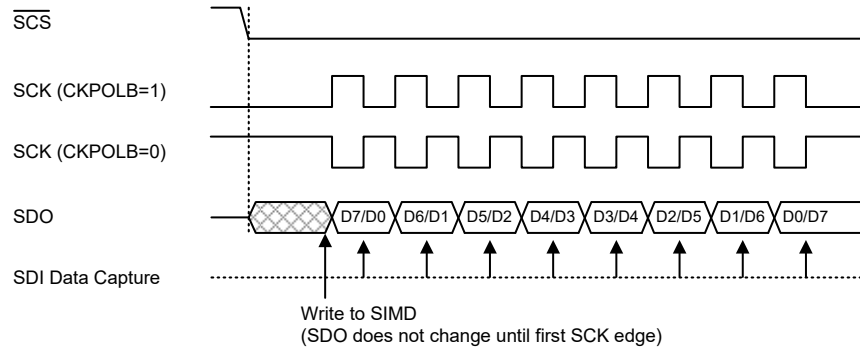 SCS
SCK (CKPOLB=1)
SCK (CKPOLB=0)
SDO
D7/D0 D6/D1 D5/D2 D4/D3 D3/D4 D2/D5 D1/D6 D0/D7
SDI Data Capture
Write to SIMD
(SDO does not change until first SCK edge)